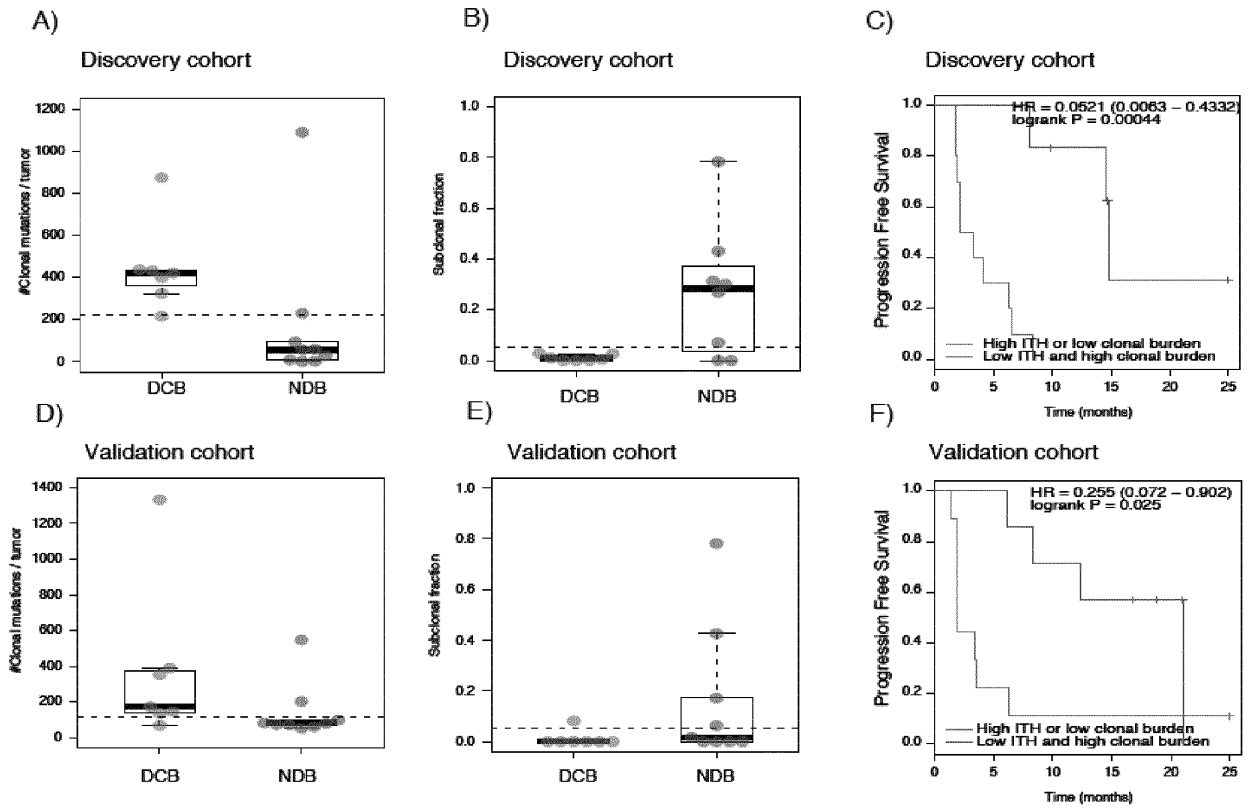 A)
Discovery cohort
#Clonal mutations / tumor
1200
1000
800
600
400
200
0
DCB NDB
B)
Discovery cohort
Subclonal fraction
1.0
0.8
0.6
0.4
0.2
0.0
DCB NDB
C)
Discovery cohort
HR = 0.0521 (0.0063 – 0.4332)
logrank P = 0.00044
Progression Free Survival
1.0
0.8
0.6
0.4
0.2
0.0
High ITH or low clonal burden
Low ITH and high clonal burden
0 5 10 15 20 25
Time (months)
D)
Validation cohort
#Clonal mutations / tumor
1400
1200
1000
800
600
400
200
0
DCB NDB
E)
Validation cohort
Subclonal fraction
1.0
0.8
0.6
0.4
0.2
0.0
DCB NDB
F)
Validation cohort
HR = 0.255 (0.072 – 0.902)
logrank P = 0.025
Progression Free Survival
1.0
0.8
0.6
0.4
0.2
0.0
High ITH or low clonal burden
Low ITH and high clonal burden
0 5 10 15 20 25
Time (months)